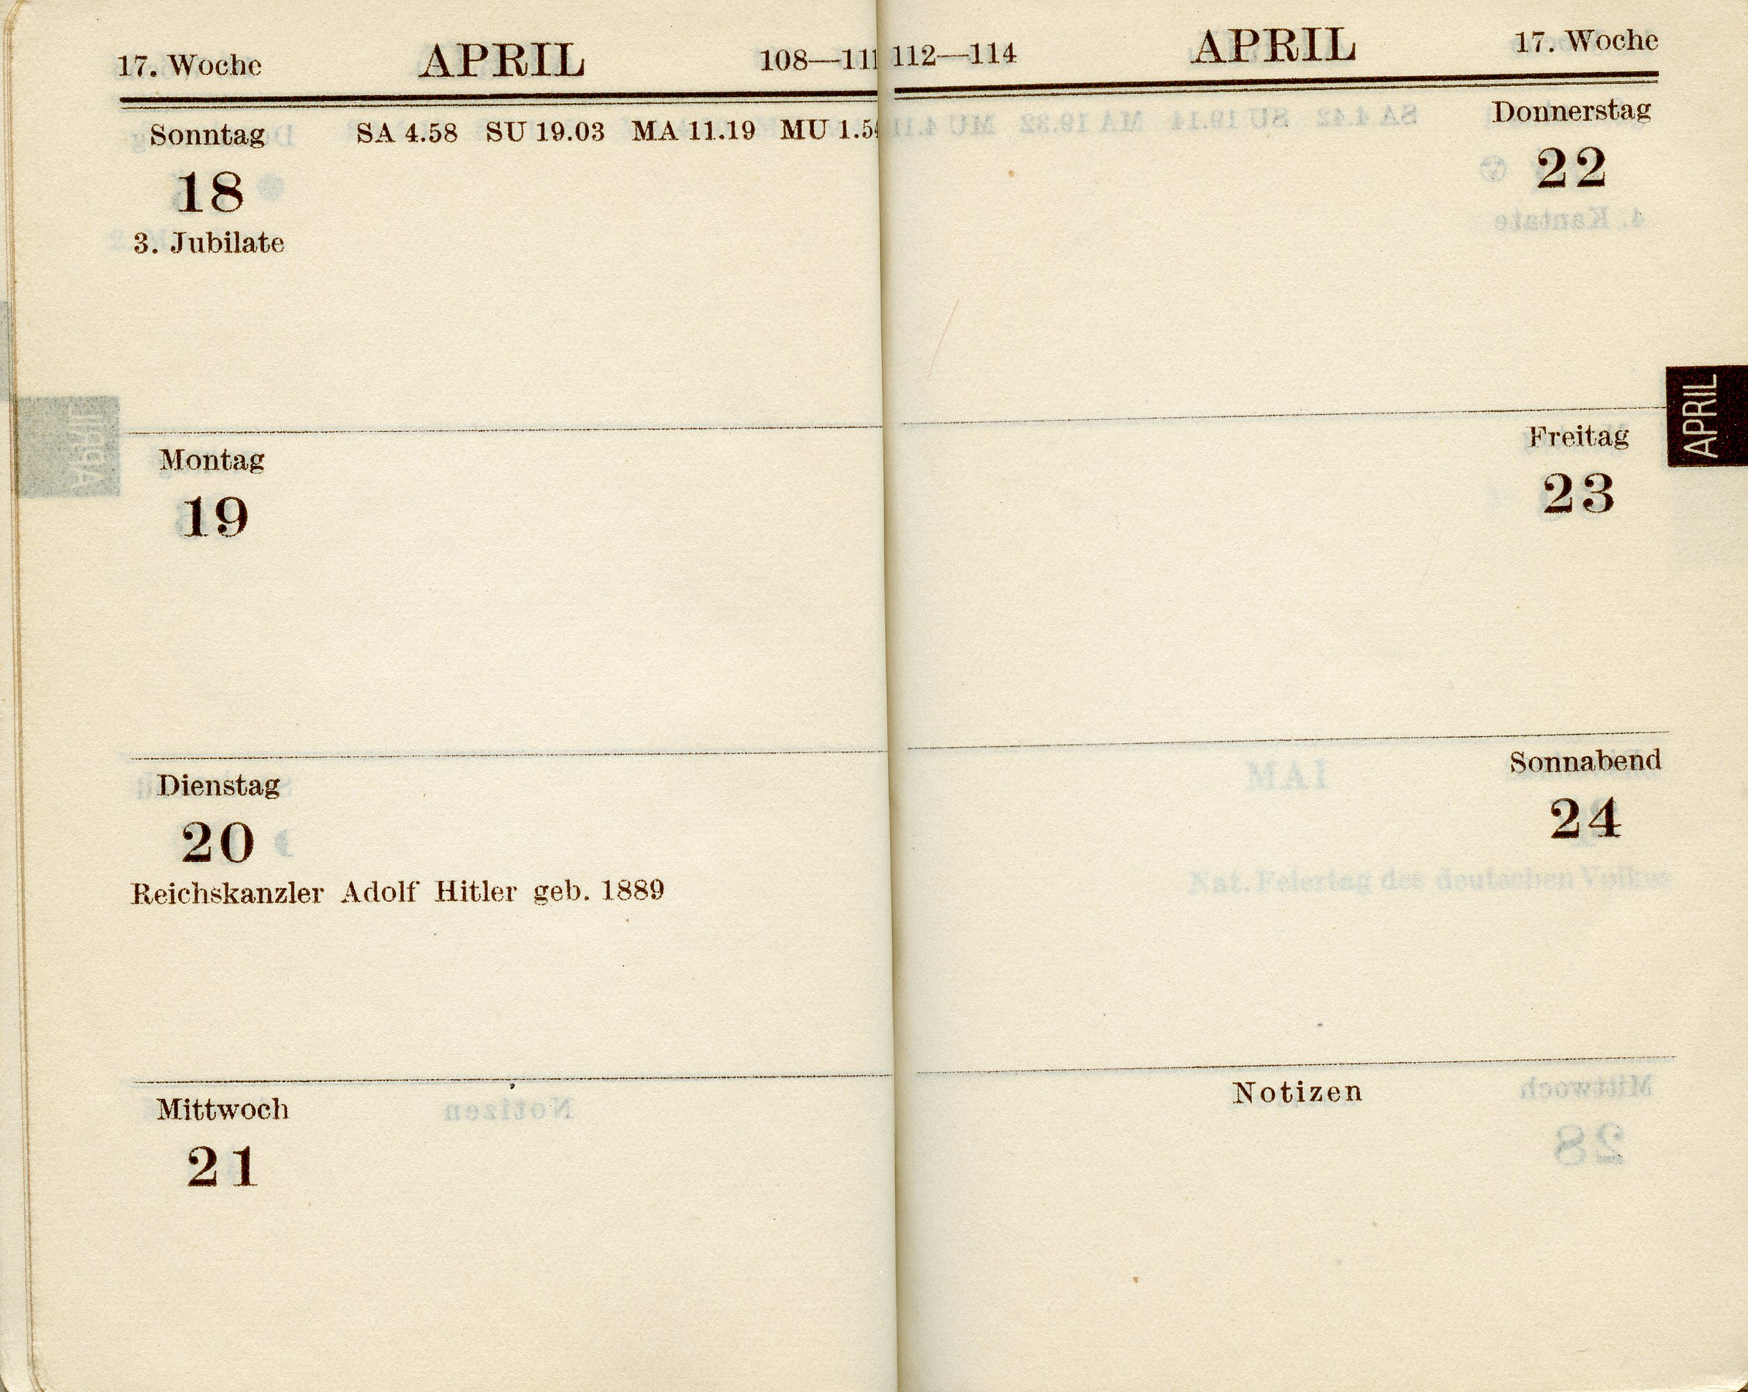 17. Woche APRIL 108—111
Sonntag SA 4.58 SU 19.03 MA 11.19 MU
18
3. Jubilate
Montag
19
Dienstag
20
Reichskanzler Adolf Hitler geb. 1889
Mittwoch
21
112—114 APRIL 17. Woche
Donnerstag
22
Freitag
23
APRIL
Sonnabend
24
Notizen